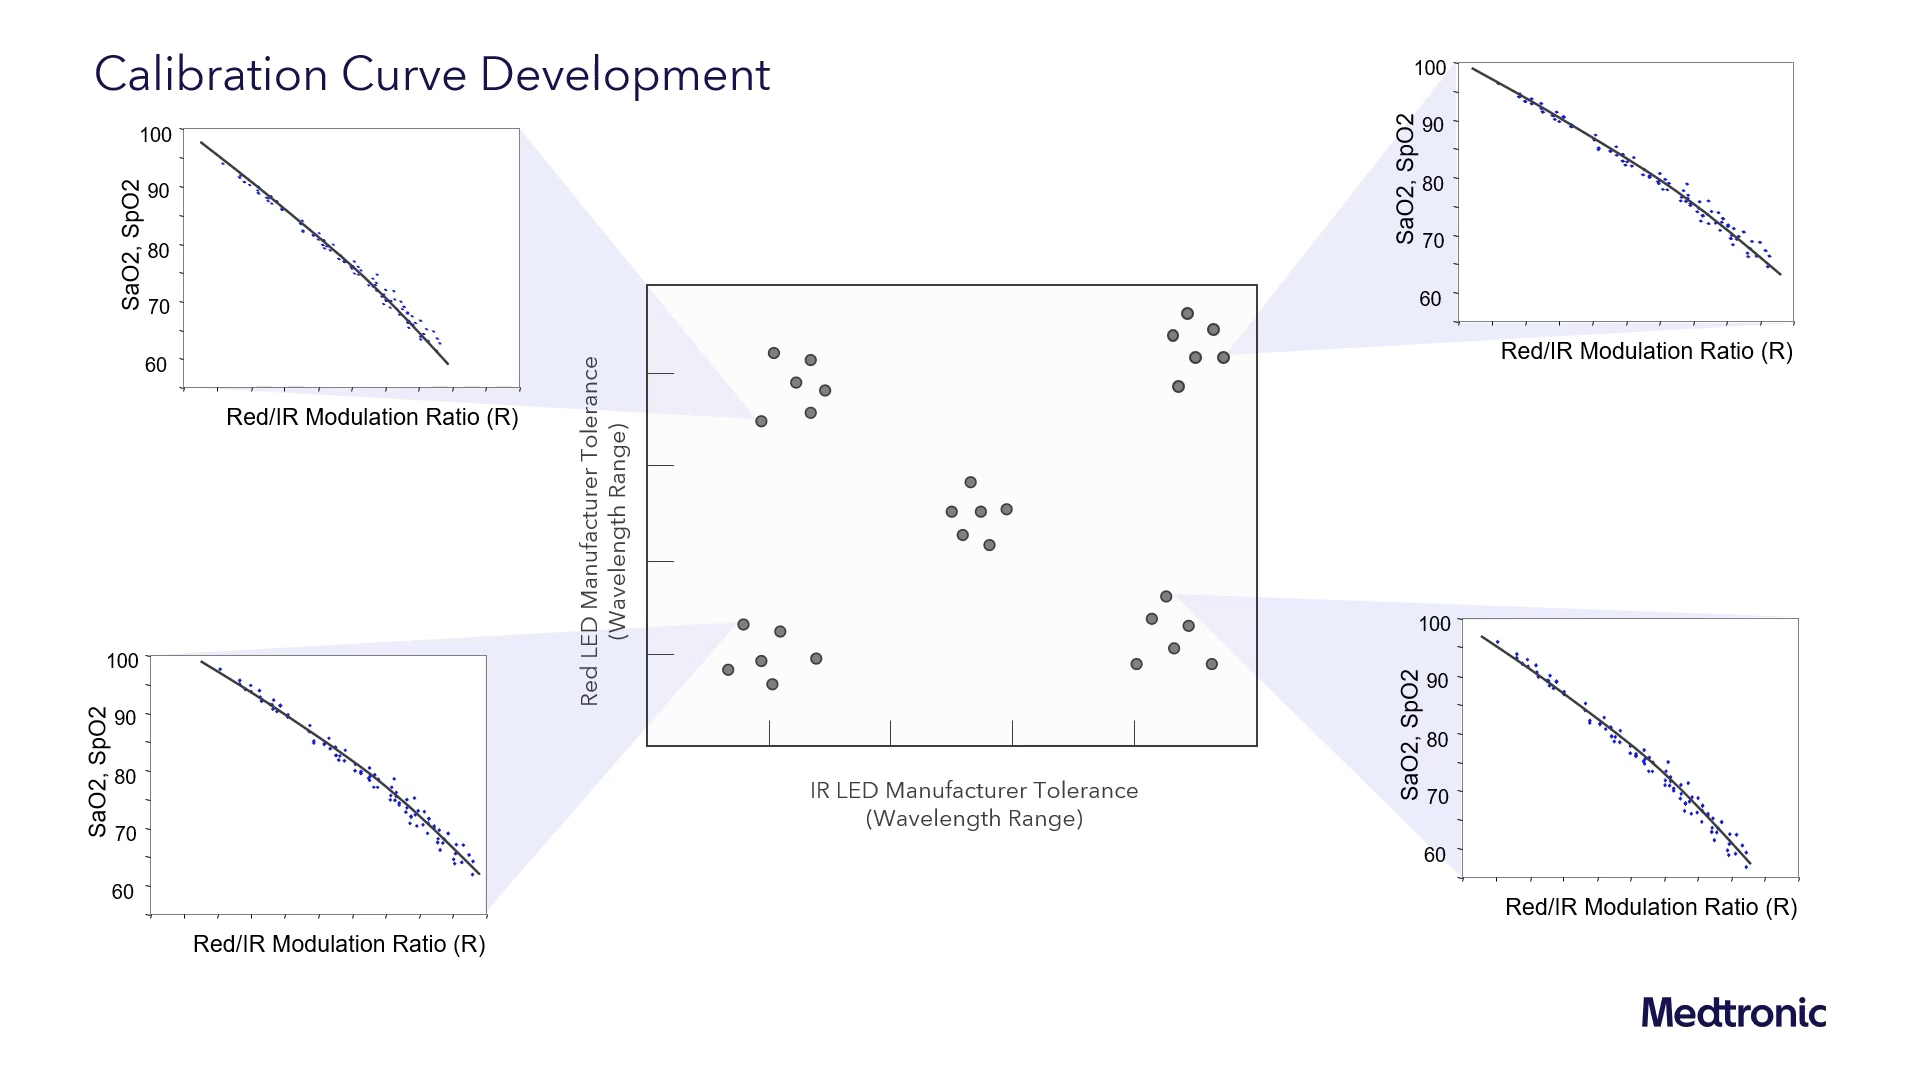 Calibration Curve Development
100
90
80
70
60
SaO2, SpO2
Red/IR Modulation Ratio (R)
100
90
80
70
60
SaO2, SpO2
Red/IR Modulation Ratio (R)
Red LED Manufacturer Tolerance
(Wavelength Range)
IR LED Manufacturer Tolerance
(Wavelength Range)
100
90
80
70
60
SaO2, SpO2
Red/IR Modulation Ratio (R)
100
90
80
70
60
SaO2, SpO2
Red/IR Modulation Ratio (R)
Medtronic